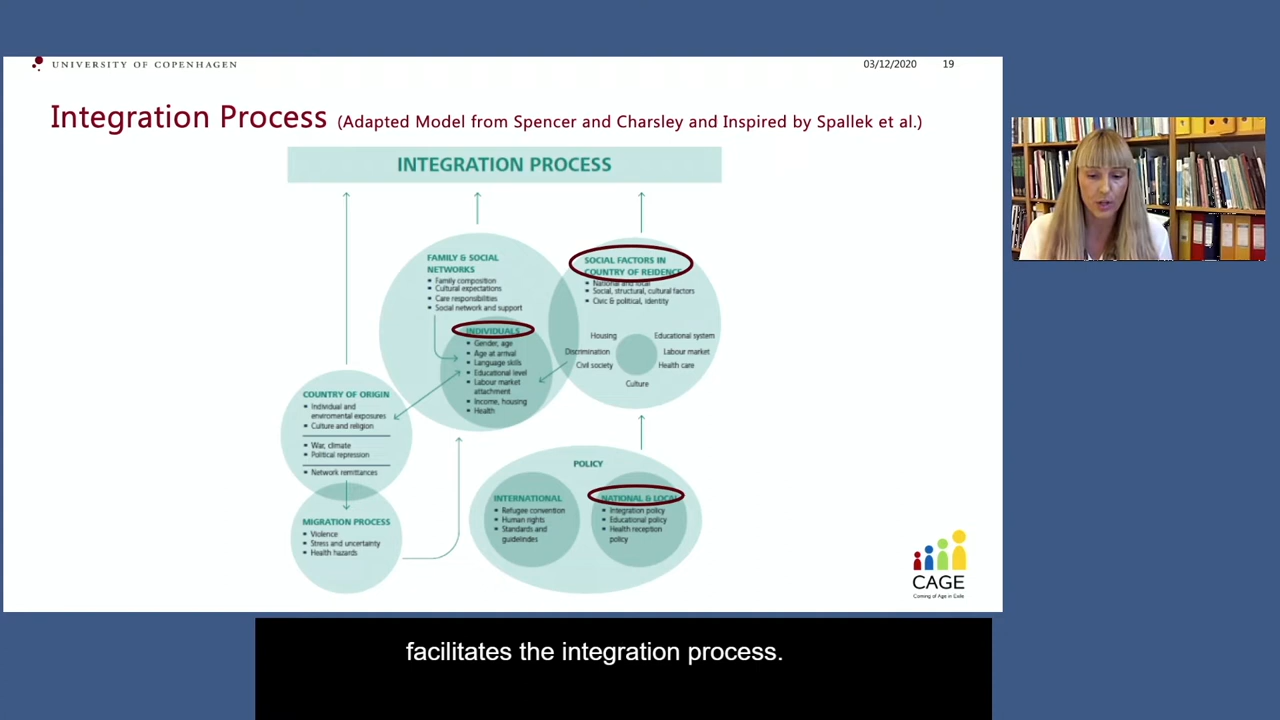 UNIVERSITY OF COPENHAGEN
03/12/2020 19
Integration Process (Adapted Model from Spencer and Charsley and Inspired by Spallek et al.)
INTEGRATION PROCESS
FAMILY & SOCIAL
NETWORKS
Family composition
Cultural expectations
Care responsibilities
Social network and support
INDIVIDUALS
Gender, age
Age at arrival
Language skills
Educational level
Labour market
attachment
Income, housing
Health
SOCIAL FACTORS IN
COUNTRY OF REIDENCE
National and local
Social, structural, cultural factors
Civic & political, identity
Housing
Educational system
Discrimination
Labour market
Civil society
Health care
Culture
COUNTRY OF ORIGIN
Individual and
enviromental exposures
Culture and religion
War, climate
Political repression
Network remittances
MIGRATION PROCESS
Violence
Stress and uncertainty
Health hazards
POLICY
INTERNATIONAL
Refugee convention
Human rights
Standards and
guideindes
NATIONAL & LOCAL
Integration policy
Educational policy
Health reception
policy
CAGE
Coming of Age in Exile
facilitates the integration process.